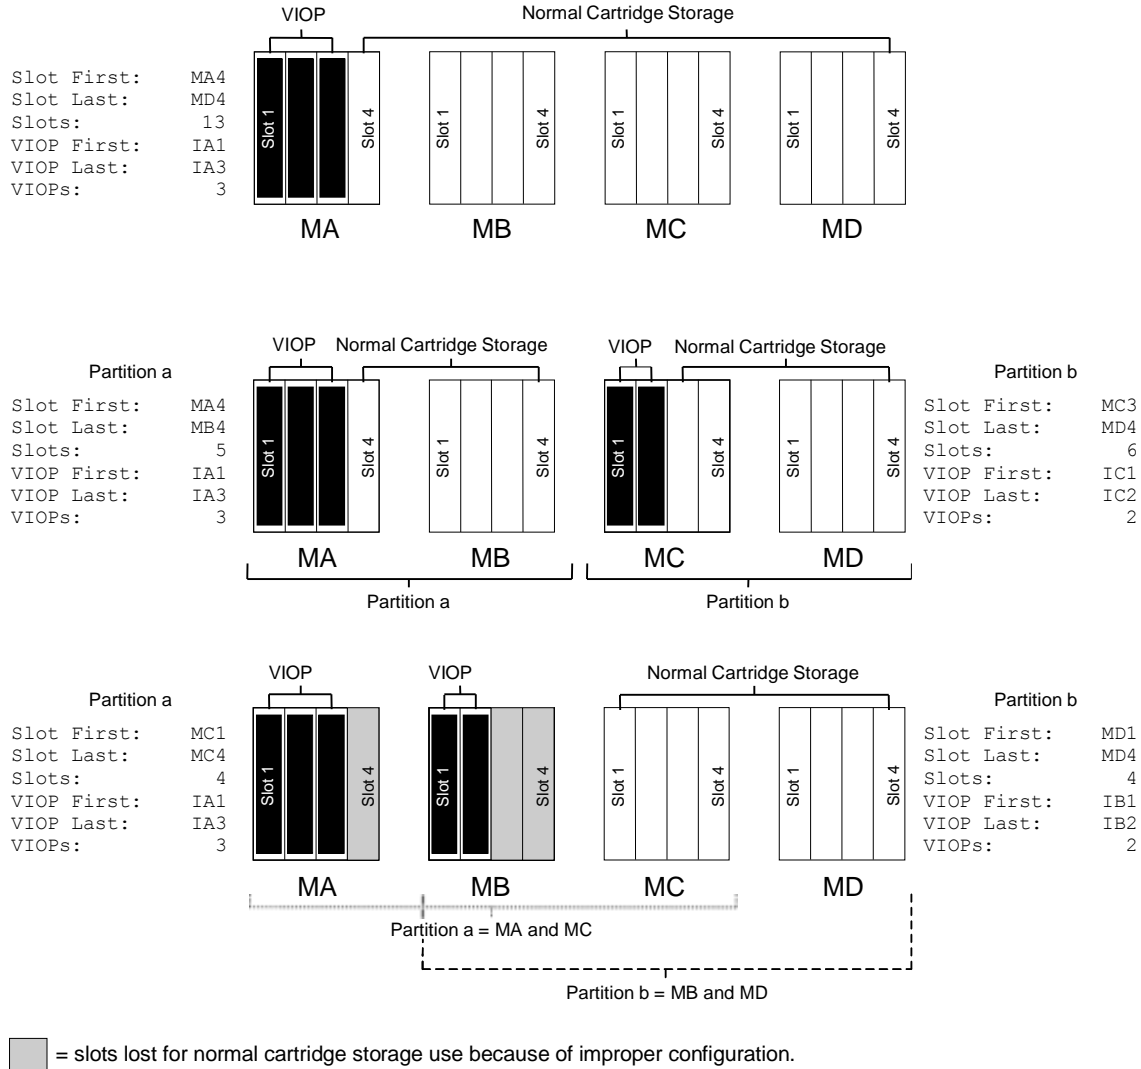 VIOP
Normal Cartridge Storage
Slot First: MA4
Slot Last: MD4
Slots: 13
VIOP First: IA1
VIOP Last: IA3
VIOPs: 3
Slot 1
Slot 4
Slot 1
Slot 4
Slot 1
Slot 4
Slot 1
Slot 4
MA
MB
MC
MD
VIOP
Normal Cartridge Storage
VIOP
Normal Cartridge Storage
Partition a
Slot First: MA4
Slot Last: MB4
Slots: 5
VIOP First: IA1
VIOP Last: IA3
VIOPs: 3
Slot 1
Slot 4
Slot 1
Slot 4
Slot 1
Slot 4
Slot 1
Slot 4
Partition b
Slot First: MC3
Slot Last: MD4
Slots: 6
VIOP First: IC1
VIOP Last: IC2
VIOPs: 2
MA
MB
MC
MD
Partition a
Partition b
VIOP
VIOP
Normal Cartridge Storage
Partition a
Slot First: MC1
Slot Last: MC4
Slots: 4
VIOP First: IA1
VIOP Last: IA3
VIOPs: 3
Slot 1
Slot 4
Slot 1
Slot 4
Slot 1
Slot 4
Slot 1
Slot 4
Partition b
Slot First: MD1
Slot Last: MD4
Slots: 4
VIOP First: IB1
VIOP Last: IB2
VIOPs: 2
MA
MB
MC
MD
Partition a = MA and MC
Partition b = MB and MD
= slots lost for normal cartridge storage use because of improper configuration.